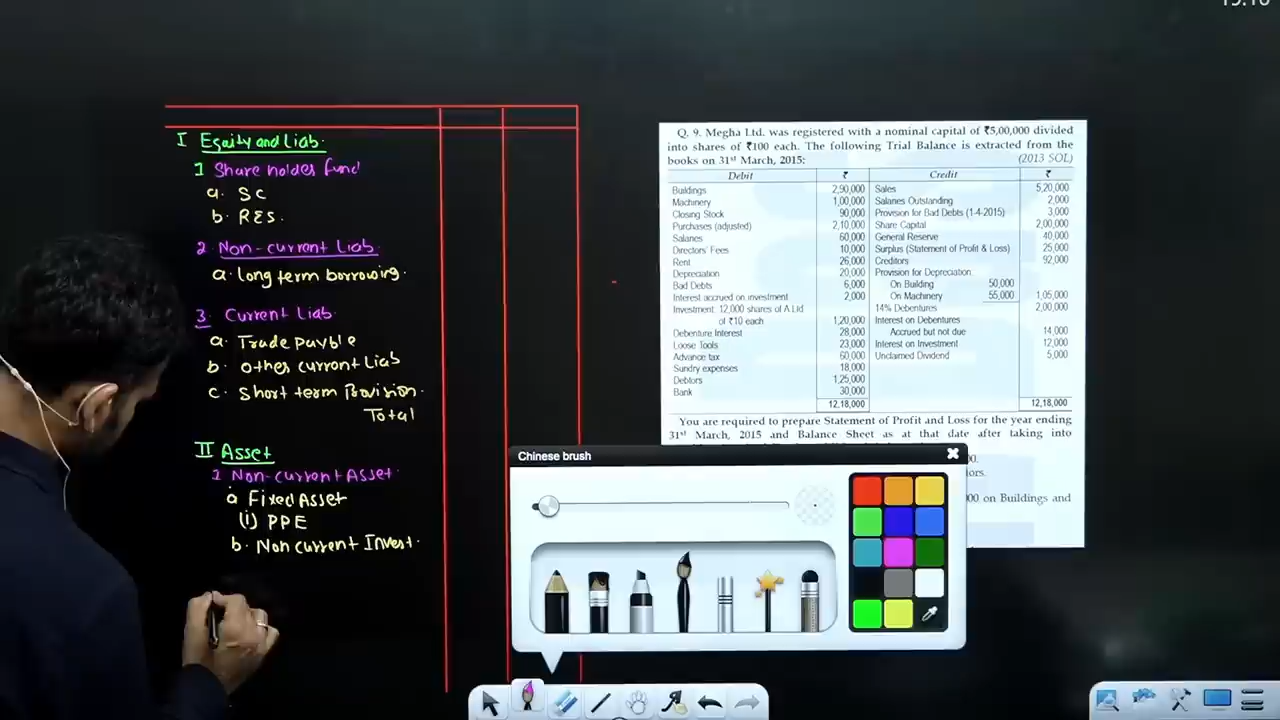 I Equity and Liab.
1 Share holder fund
a. SC
b. RES.
2. Non-current Liab.
a. long term borrowing.
3. Current Liab.
a. Trade payble
b. other current Liab
c. Short term Provision.
Total
II Asset
1 Non-current Asset.
a Fixed Asset
(i) PPE
b. Non current Invest.
Q. 9. Megha Ltd. was registered with a nominal capital of ₹5,00,000 divided
into shares of ₹100 each. The following Trial Balance is extracted from the
books on 31st March, 2015: (2013 SOL)
Debit ₹ Credit ₹
Buildings 2,90,000 Sales 5,20,000
Machinery 1,00,000 Salaries Outstanding 2,000
Closing Stock 90,000 Provision for Bad Debts (1-4-2015) 3,000
Purchases (adjusted) 2,10,000 Share Capital 2,00,000
Salaries 60,000 General Reserve 40,000
Directors' Fees 10,000 Surplus (Statement of Profit & Loss) 25,000
Rent 26,000 Creditors 92,000
Depreciation 20,000 Provision for Depreciation:
Bad Debts 6,000 On Building 50,000
Interest accrued on investment 2,000 On Machinery 55,000 1,05,000
Investment: 12,000 shares of A Ltd 14% Debentures 2,00,000
of ₹10 each 1,20,000 Interest on Debentures
Debenture Interest 28,000 Accrued but not due 14,000
Loose Tools 23,000 Interest on Investment 12,000
Advance tax 60,000 Unclaimed Dividend 5,000
Sundry expenses 18,000
Debtors 1,25,000
Bank 30,000
12,18,000 12,18,000
You are required to prepare Statement of Profit and Loss for the year ending
31st March, 2015 and Balance Sheet as at that date after taking into
on Buildings and
Chinese brush